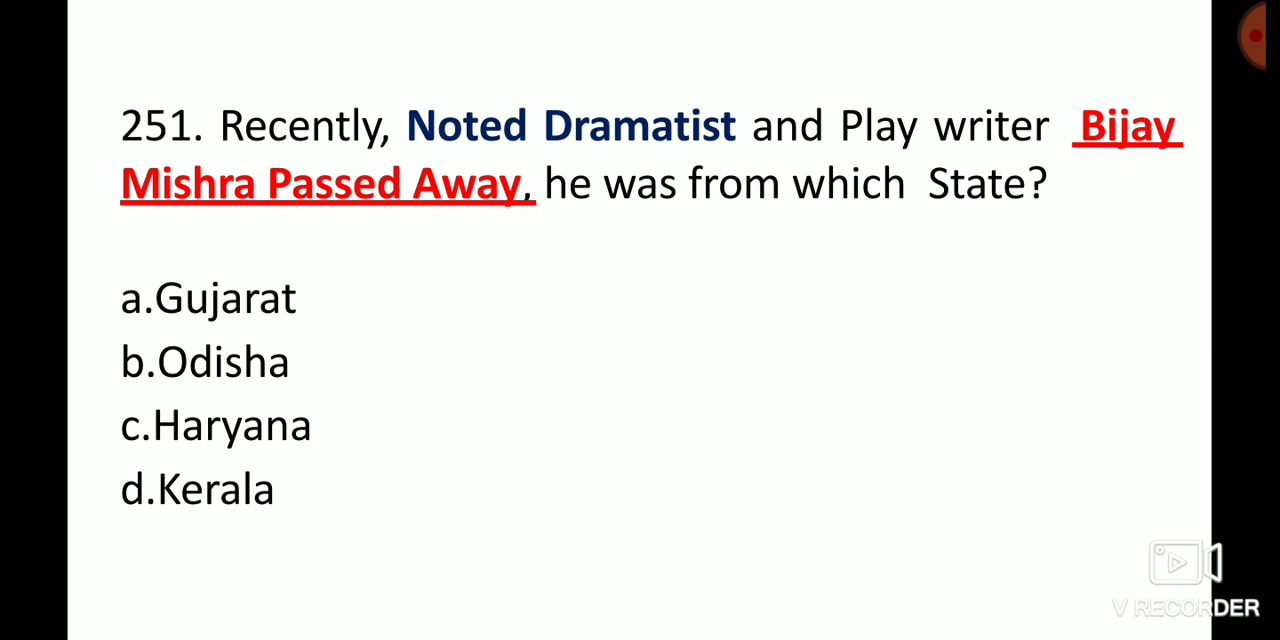 251. Recently, Noted Dramatist and Play writer Bijay
Mishra Passed Away, he was from which State?
a.Gujarat
b.Odisha
c.Haryana
d.Kerala
V RECORDER